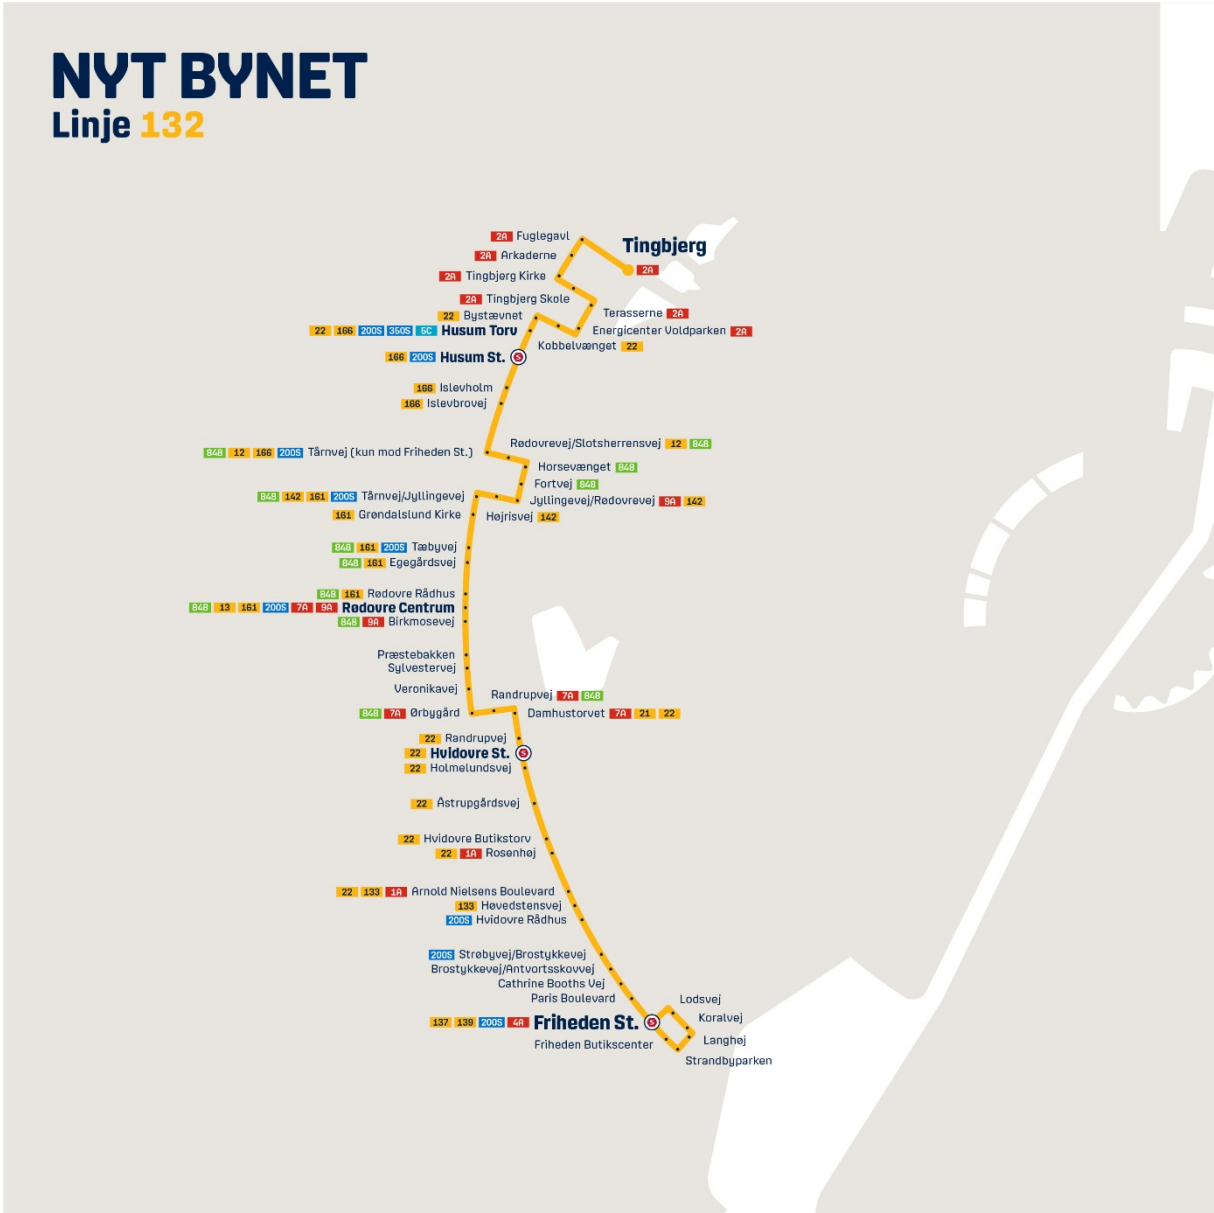 NYT BYNET
Linje 132
2A Fuglegavl
Tingbjerg
2A Arkaderne
2A
2A Tingbjerg Kirke
2A Tingbjerg Skole
22 Bystævnet
Terasserne 2A
22 166 200S 350S 5C Husum Torv
Energicenter Voldparken 2A
Kobbelvænget 22
166 200S Husum St.
166 Islevholm
166 Islevbrovej
Rødovrevej/Slotsherrensvej 12 848
848 12 166 200S Tårnvej (kun mod Friheden St.)
Horsevænget 848
Fortvej 848
848 142 161 200S Tårnvej/Jyllingevej
Jyllingevej/Rødovrevej 9A 142
161 Grøndalslund Kirke
Højrisvej 142
848 161 200S Tæbyvej
848 161 Egegårdsvej
848 161 Rødovre Rådhus
848 13 161 200S 7A 9A Rødovre Centrum
848 9A Birkmosevej
Præstebakken
Sylvestervej
Veronikavej
Randrupvej 7A 848
848 7A Ørbygård
Damhustorvet 7A 21 22
22 Randrupvej
22 Hvidovre St.
22 Holmelundsvej
22 Åstrupgårdsvej
22 Hvidovre Butikstorv
22 1A Rosenhøj
22 133 1A Arnold Nielsens Boulevard
133 Høvedstensvej
200S Hvidovre Rådhus
200S Strøbyvej/Brostykkevej
Brostykkevej/Antvortsskovvej
Cathrine Booths Vej
Paris Boulevard
Lodsvej
137 139 200S 4A Friheden St.
Koralvej
Friheden Butikscenter
Langhøj
Strandbyparken